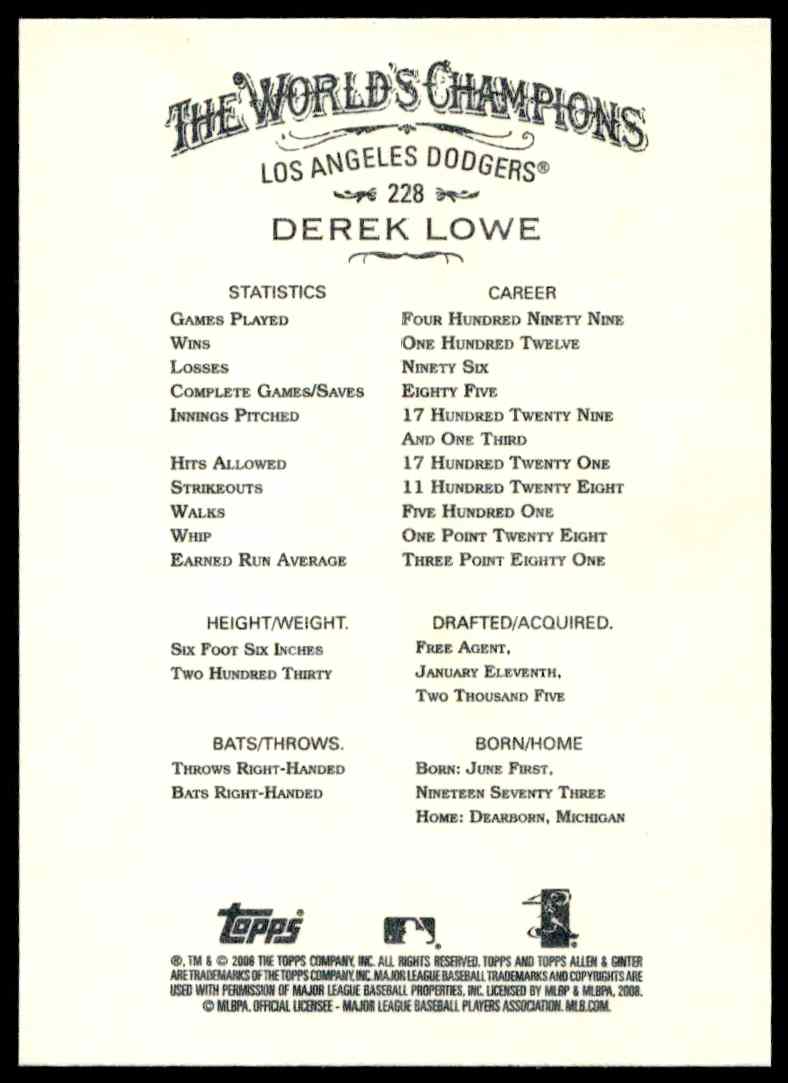 THE WORLD'S CHAMPIONS
LOS ANGELES DODGERS®
228
DEREK LOWE
STATISTICS CAREER
GAMES PLAYED FOUR HUNDRED NINETY NINE
WINS ONE HUNDRED TWELVE
LOSSES NINETY SIX
COMPLETE GAMES/SAVES EIGHTY FIVE
INNINGS PITCHED 17 HUNDRED TWENTY NINE
AND ONE THIRD
HITS ALLOWED 17 HUNDRED TWENTY ONE
STRIKEOUTS 11 HUNDRED TWENTY EIGHT
WALKS FIVE HUNDRED ONE
WHIP ONE POINT TWENTY EIGHT
EARNED RUN AVERAGE THREE POINT EIGHTY ONE
HEIGHT/WEIGHT.
SIX FOOT SIX INCHES
TWO HUNDRED THIRTY
DRAFTED/ACQUIRED.
FREE AGENT,
JANUARY ELEVENTH,
TWO THOUSAND FIVE
BATS/THROWS.
THROWS RIGHT-HANDED
BATS RIGHT-HANDED
BORN/HOME
BORN: JUNE FIRST,
NINETEEN SEVENTY THREE
HOME: DEARBORN, MICHIGAN
Topps
®, TM & © 2008 THE TOPPS COMPANY, INC. ALL RIGHTS RESERVED. TOPPS AND TOPPS ALLEN & GINTER
ARE TRADEMARKS OF THE TOPPS COMPANY, INC. MAJOR LEAGUE BASEBALL TRADEMARKS AND COPYRIGHTS ARE
USED WITH PERMISSION OF MAJOR LEAGUE BASEBALL PROPERTIES, INC. LICENSED BY MLBP & MLBPA, 2008.
© MLBPA. OFFICIAL LICENSEE - MAJOR LEAGUE BASEBALL PLAYERS ASSOCIATION. MLB.COM.